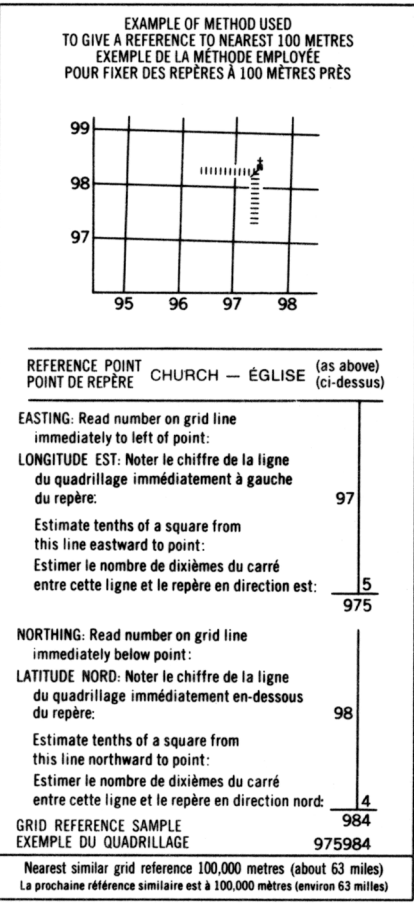 EXAMPLE OF METHOD USED
TO GIVE A REFERENCE TO NEAREST 100 METRES
EXEMPLE DE LA MÉTHODE EMPLOYÉE
POUR FIXER DES REPÈRES À 100 MÈTRES PRÈS
99
98
97
95 96 97 98
REFERENCE POINT
POINT DE REPÈRE CHURCH — ÉGLISE (as above)
(ci-dessus)
EASTING: Read number on grid line
immediately to left of point:
LONGITUDE EST: Noter le chiffre de la ligne
du quadrillage immédiatement à gauche
du repère: 97
Estimate tenths of a square from
this line eastward to point:
Estimer le nombre de dixièmes du carré
entre cette ligne et le repère en direction est: 5
975
NORTHING: Read number on grid line
immediately below point:
LATITUDE NORD: Noter le chiffre de la ligne
du quadrillage immédiatement en-dessous
du repère: 98
Estimate tenths of a square from
this line northward to point:
Estimer le nombre de dixièmes du carré
entre cette ligne et le repère en direction nord: 4
984
GRID REFERENCE SAMPLE
EXEMPLE DU QUADRILLAGE 975984
Nearest similar grid reference 100,000 metres (about 63 miles)
La prochaine référence similaire est à 100,000 mètres (environ 63 milles)